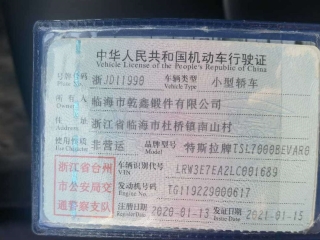 中华人民共和国机动车行驶证
Vehicle License of the People's Republic of China
号牌号码 浙JD11990 车辆类型 小型轿车
Plate No. Vehicle Type
所有人 临海市乾鑫锻件有限公司
住址 浙江省临海市杜桥镇南山村
Address
使用性质 非营运 品牌型号 特斯拉牌TSL7000BEVAR0
Use Character Model
浙江省台州
市公安局交
通警察支队
车辆识别代号 LRW3E7EA2LC001689
VIN
发动机号码 TG119229000617
Engine No.
注册日期 2020-01-13 发证日期 2021-01-15
Register Date Issue Date